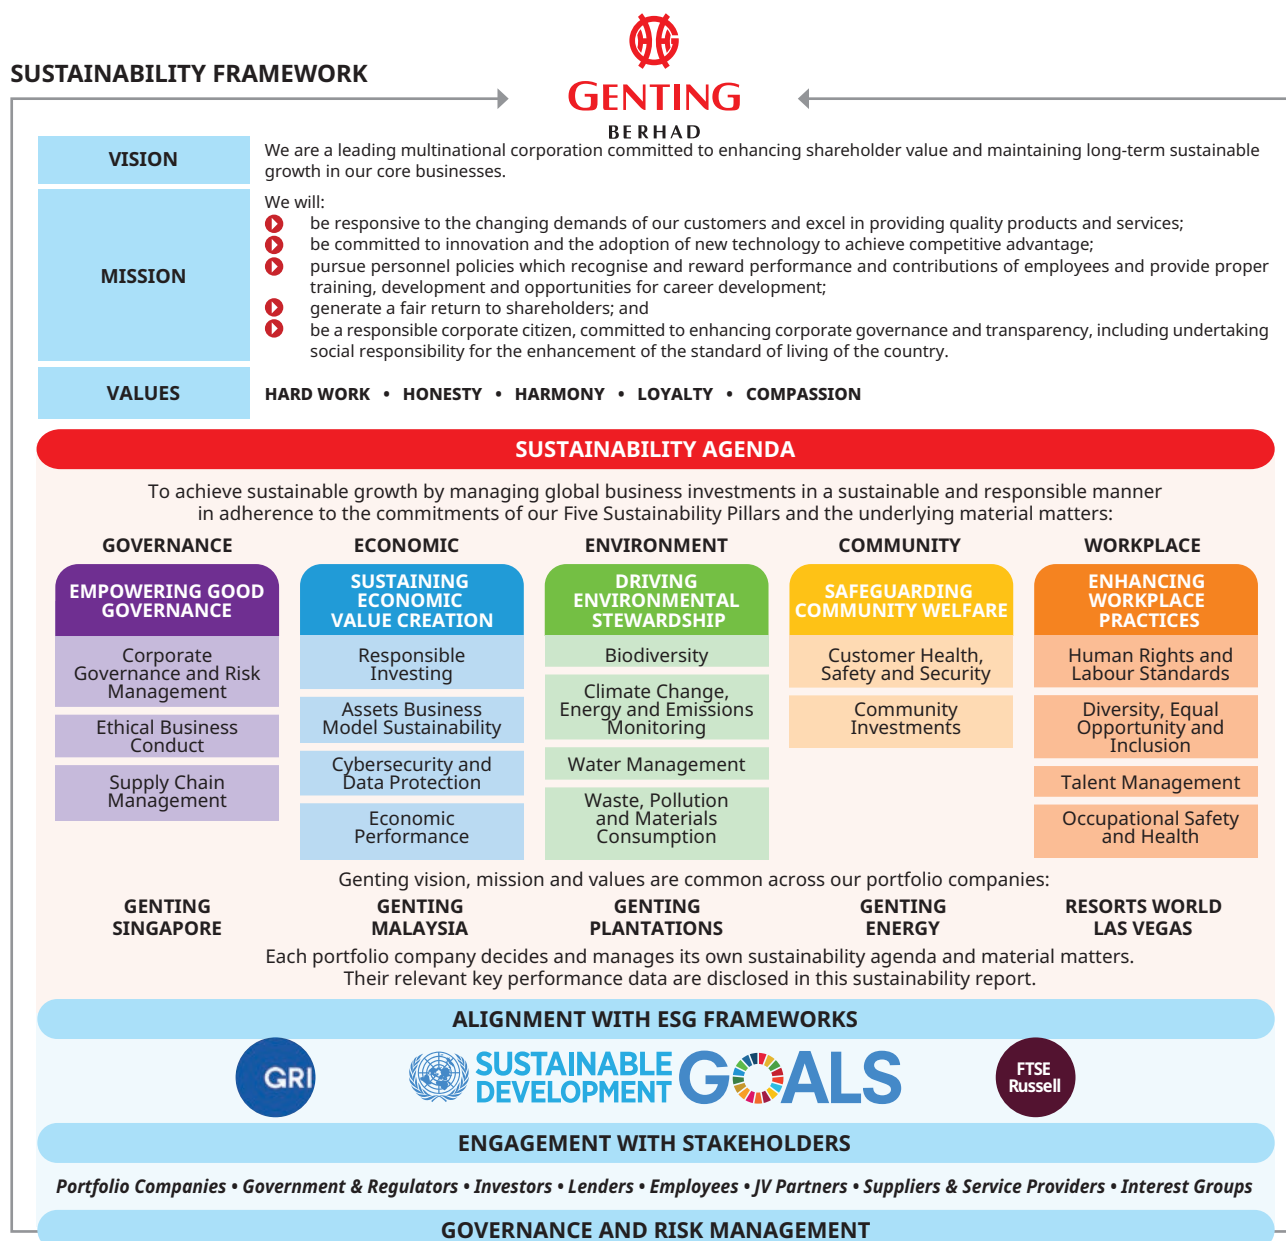 SUSTAINABILITY FRAMEWORK
GENTING
BERHAD
VISION
We are a leading multinational corporation committed to enhancing shareholder value and maintaining long-term sustainable
growth in our core businesses.
MISSION
We will:
be responsive to the changing demands of our customers and excel in providing quality products and services;
be committed to innovation and the adoption of new technology to achieve competitive advantage;
pursue personnel policies which recognise and reward performance and contributions of employees and provide proper
training, development and opportunities for career development;
generate a fair return to shareholders; and
be a responsible corporate citizen, committed to enhancing corporate governance and transparency, including undertaking
social responsibility for the enhancement of the standard of living of the country.
VALUES
HARD WORK • HONESTY • HARMONY • LOYALTY • COMPASSION
SUSTAINABILITY AGENDA
To achieve sustainable growth by managing global business investments in a sustainable and responsible manner
in adherence to the commitments of our Five Sustainability Pillars and the underlying material matters:
GOVERNANCE
EMPOWERING GOOD
GOVERNANCE
Corporate
Governance and Risk
Management
Ethical Business
Conduct
Supply Chain
Management
ECONOMIC
SUSTAINING
ECONOMIC
VALUE CREATION
Responsible
Investing
Assets Business
Model Sustainability
Cybersecurity and
Data Protection
Economic
Performance
ENVIRONMENT
DRIVING
ENVIRONMENTAL
STEWARDSHIP
Biodiversity
Climate Change,
Energy and Emissions
Monitoring
Water Management
Waste, Pollution
and Materials
Consumption
COMMUNITY
SAFEGUARDING
COMMUNITY WELFARE
Customer Health,
Safety and Security
Community
Investments
WORKPLACE
ENHANCING
WORKPLACE
PRACTICES
Human Rights and
Labour Standards
Diversity, Equal
Opportunity and
Inclusion
Talent Management
Occupational Safety
and Health
Genting vision, mission and values are common across our portfolio companies:
GENTING
SINGAPORE
GENTING
MALAYSIA
GENTING
PLANTATIONS
GENTING
ENERGY
RESORTS WORLD
LAS VEGAS
Each portfolio company decides and manages its own sustainability agenda and material matters.
Their relevant key performance data are disclosed in this sustainability report.
ALIGNMENT WITH ESG FRAMEWORKS
GRI
SUSTAINABLE
DEVELOPMENT
GOALS
FTSE
Russell
ENGAGEMENT WITH STAKEHOLDERS
Portfolio Companies • Government & Regulators • Investors • Lenders • Employees • JV Partners • Suppliers & Service Providers • Interest Groups
GOVERNANCE AND RISK MANAGEMENT